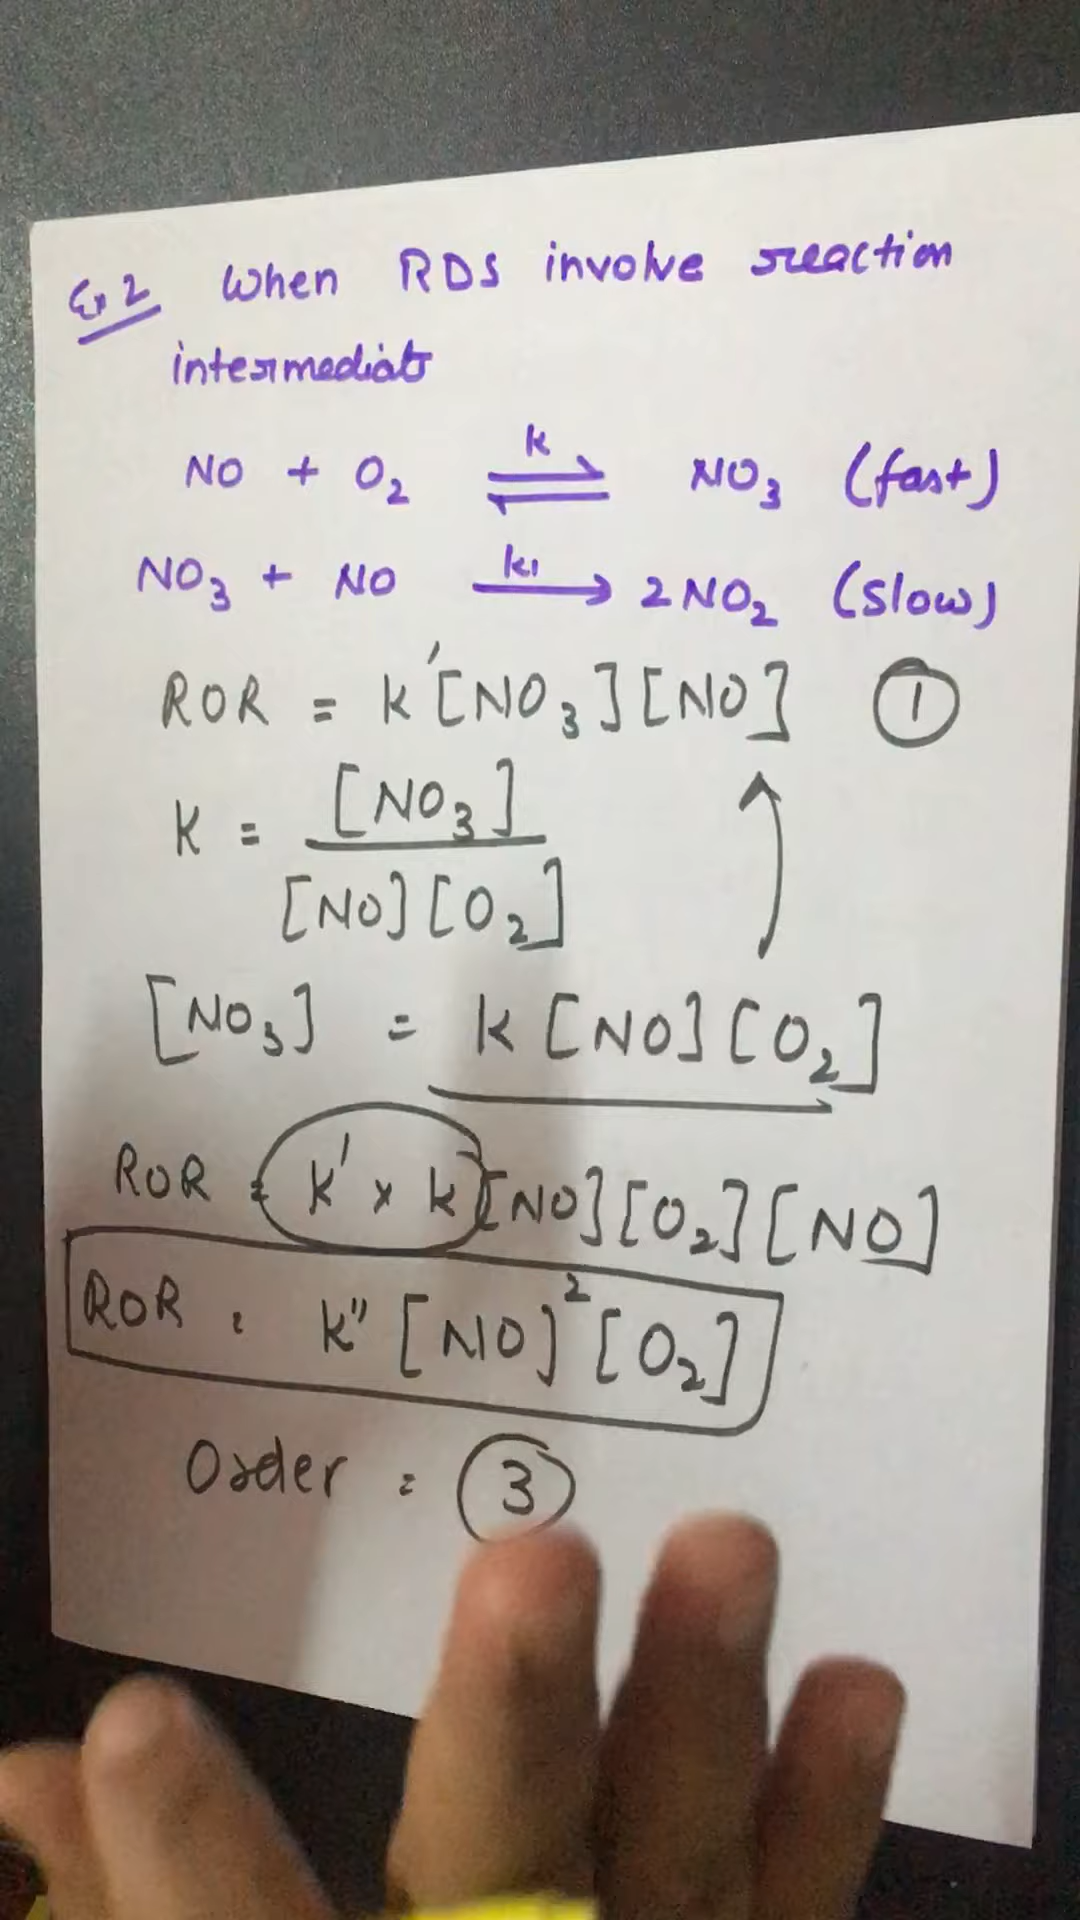 Ex 2 When RDS involve reaction
intermediats
NO + O₂ ⇌ NO₃ (fast)
k
NO₃ + NO → 2NO₂ (slow)
k₁
ROR = k'[NO₃][NO] ①
K = [NO₃]
[NO][O₂]
[NO₃] = k[NO][O₂]
ROR = k' × k[NO][O₂][NO]
ROR = k''[NO]²[O₂]
Order = ③